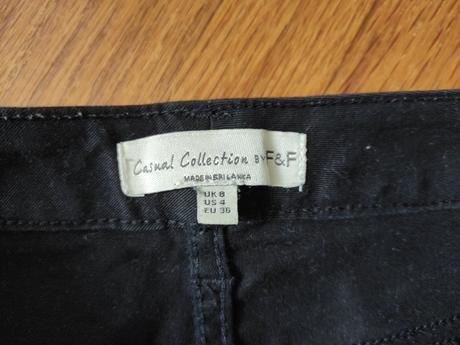 Casual Collection BY F&F
MADE IN SRI LANKA
UK 8
US 4
EU 36